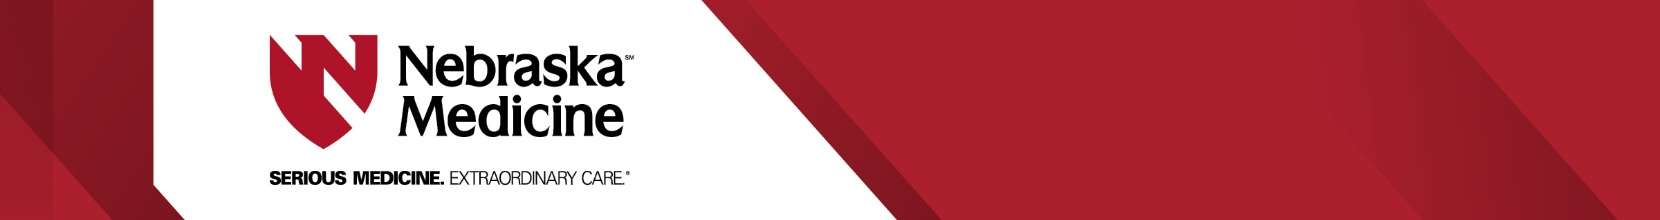 Nebraska℠
Medicine
SERIOUS MEDICINE. EXTRAORDINARY CARE.®